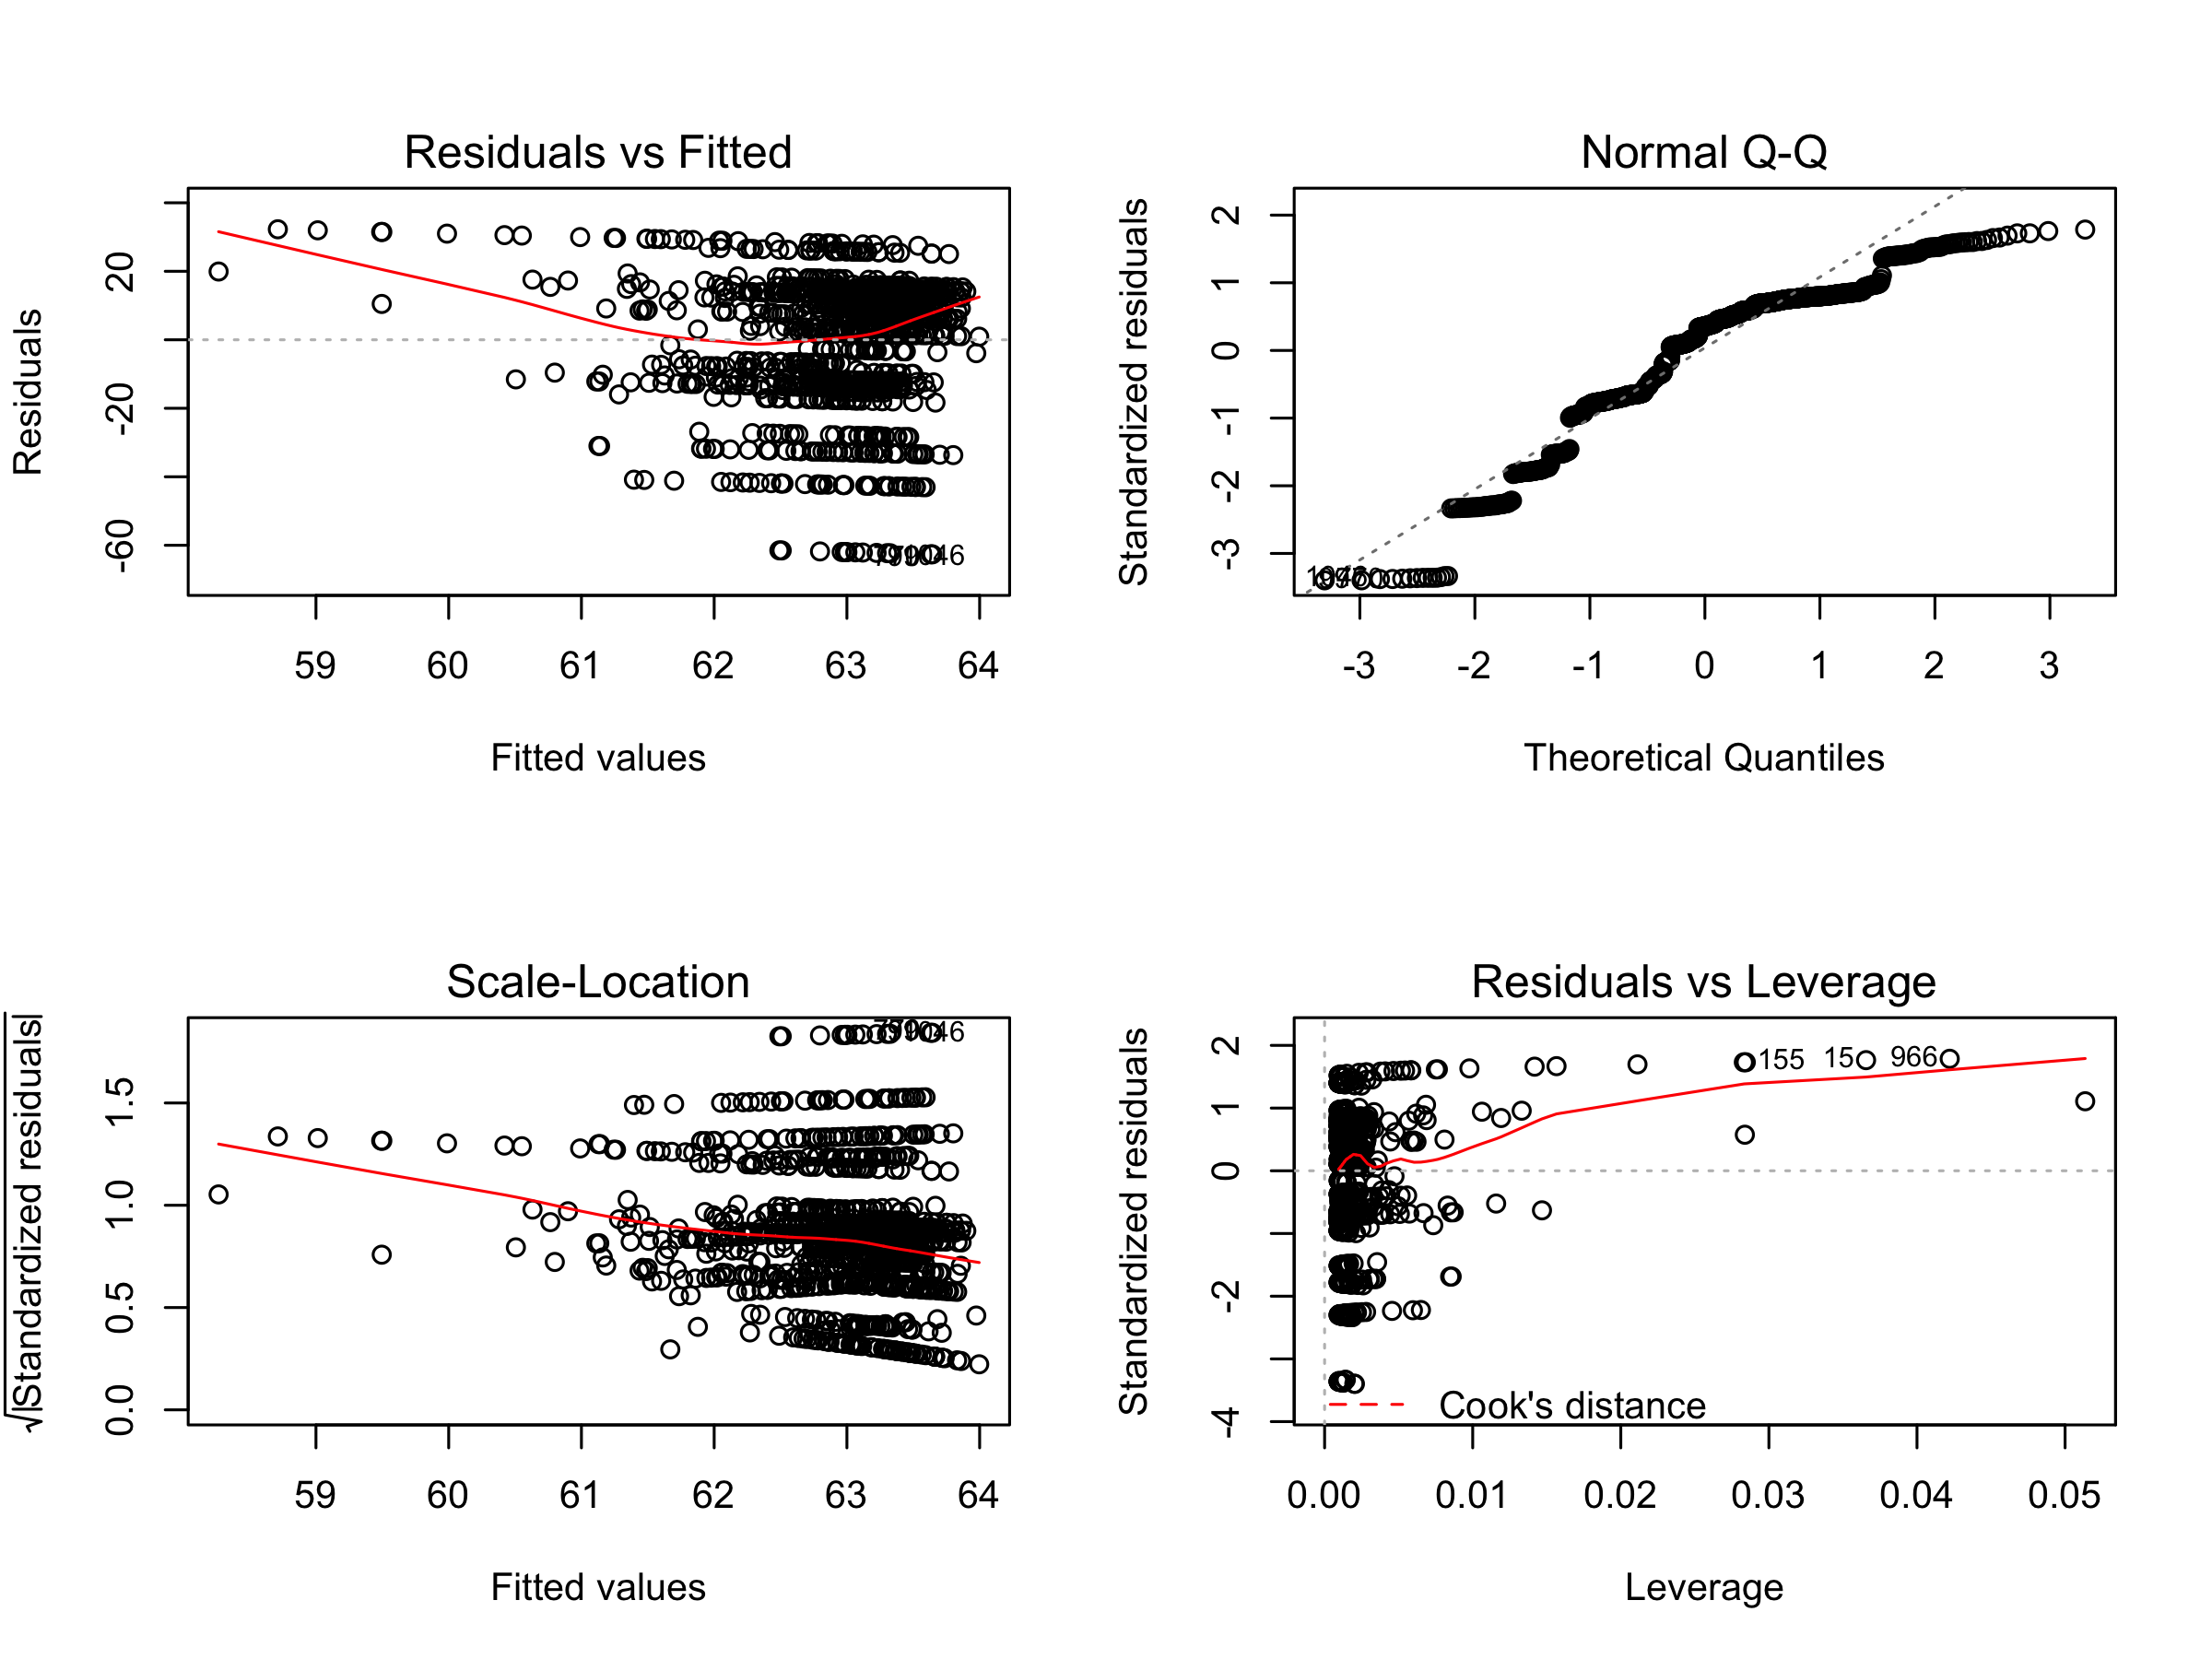 Residuals vs Fitted
Residuals
20
-20
-60
59 60 61 62 63 64
Fitted values
Normal Q-Q
Standardized residuals
2
1
0
-1
-2
-3
-3 -2 -1 0 1 2 3
Theoretical Quantiles
Scale-Location
√|Standardized residuals|
1.5
1.0
0.5
0.0
59 60 61 62 63 64
Fitted values
Residuals vs Leverage
Standardized residuals
2
1
0
-2
-4
155 15 966
Cook's distance
0.00 0.01 0.02 0.03 0.04 0.05
Leverage